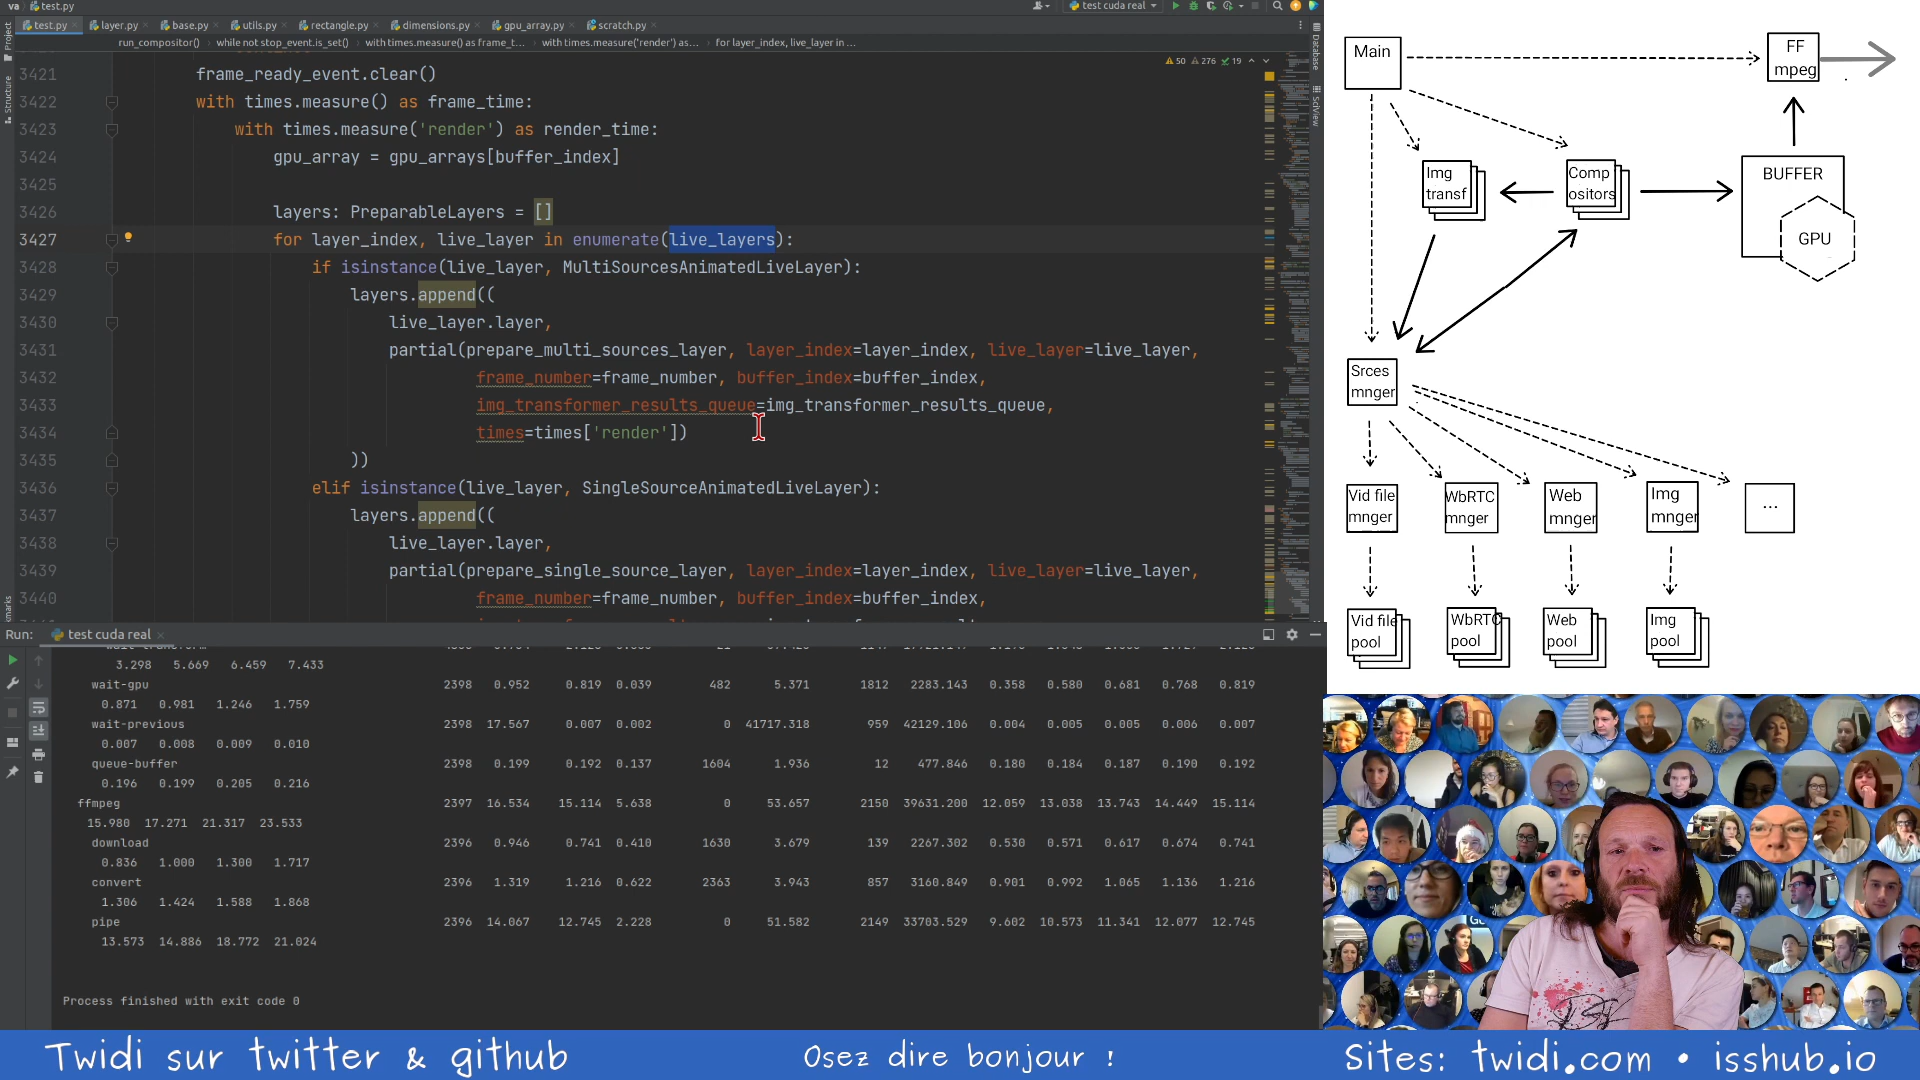 va test.py
test cuda real
test.py layer.py base.py utils.py rectangle.py dimensions.py gpu_array.py scratch.py
run_compositor() while not stop_event.is_set() with times.measure() as frame_t... with times.measure('render') as... for layer_index, live_layer in ...
50 276 19
3421 frame_ready_event.clear()
3422 with times.measure() as frame_time:
3423 with times.measure('render') as render_time:
3424 gpu_array = gpu_arrays[buffer_index]
3425
3426 layers: PreparableLayers = []
3427 for layer_index, live_layer in enumerate(live_layers):
3428 if isinstance(live_layer, MultiSourcesAnimatedLiveLayer):
3429 layers.append((
3430 live_layer.layer,
3431 partial(prepare_multi_sources_layer, layer_index=layer_index, live_layer=live_layer,
3432 frame_number=frame_number, buffer_index=buffer_index,
3433 img_transformer_results_queue=img_transformer_results_queue,
3434 times=times['render'])
3435 ))
3436 elif isinstance(live_layer, SingleSourceAnimatedLiveLayer):
3437 layers.append((
3438 live_layer.layer,
3439 partial(prepare_single_source_layer, layer_index=layer_index, live_layer=live_layer,
3440 frame_number=frame_number, buffer_index=buffer_index,
Project
Structure
Database
SciView
Run: test cuda real
3.298 5.669 6.459 7.433
wait-gpu 2398 0.952 0.819 0.039 482 5.371 1812 2283.143 0.358 0.580 0.681 0.768 0.819
0.871 0.981 1.246 1.759
wait-previous 2398 17.567 0.007 0.002 0 41717.318 959 42129.106 0.004 0.005 0.005 0.006 0.007
0.007 0.008 0.009 0.010
queue-buffer 2398 0.199 0.192 0.137 1604 1.936 12 477.846 0.180 0.184 0.187 0.190 0.192
0.196 0.199 0.205 0.216
ffmpeg 2397 16.534 15.114 5.638 0 53.657 2150 39631.200 12.059 13.038 13.743 14.449 15.114
15.980 17.271 21.317 23.533
download 2396 0.946 0.741 0.410 1630 3.679 139 2267.302 0.530 0.571 0.617 0.674 0.741
0.836 1.000 1.300 1.717
convert 2396 1.319 1.216 0.622 2363 3.943 857 3160.849 0.901 0.992 1.065 1.136 1.216
1.306 1.424 1.588 1.868
pipe 2396 14.067 12.745 2.228 0 51.582 2149 33703.529 9.602 10.573 11.341 12.077 12.745
13.573 14.886 18.772 21.024
Process finished with exit code 0
Main
FF
mpeg
Img
transf
Comp
ositors
BUFFER
GPU
Srces
mnger
Vid file
mnger
WbRTC
mnger
Web
mnger
Img
mnger
...
Vid file
pool
WbRTC
pool
Web
pool
Img
pool
Twidi sur twitter & github
Osez dire bonjour !
Sites: twidi.com • isshub.io